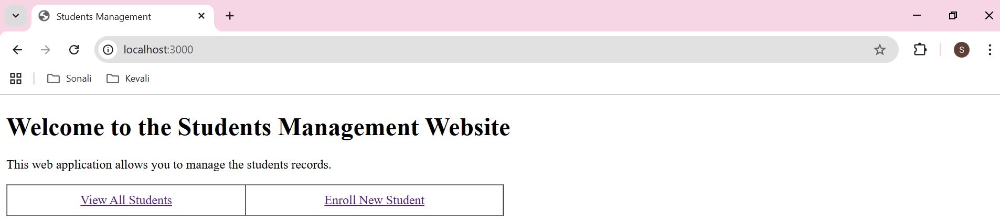 Students Management
localhost:3000
S
Sonali Kevali
Welcome to the Students Management Website
This web application allows you to manage the students records.
View All Students Enroll New Student